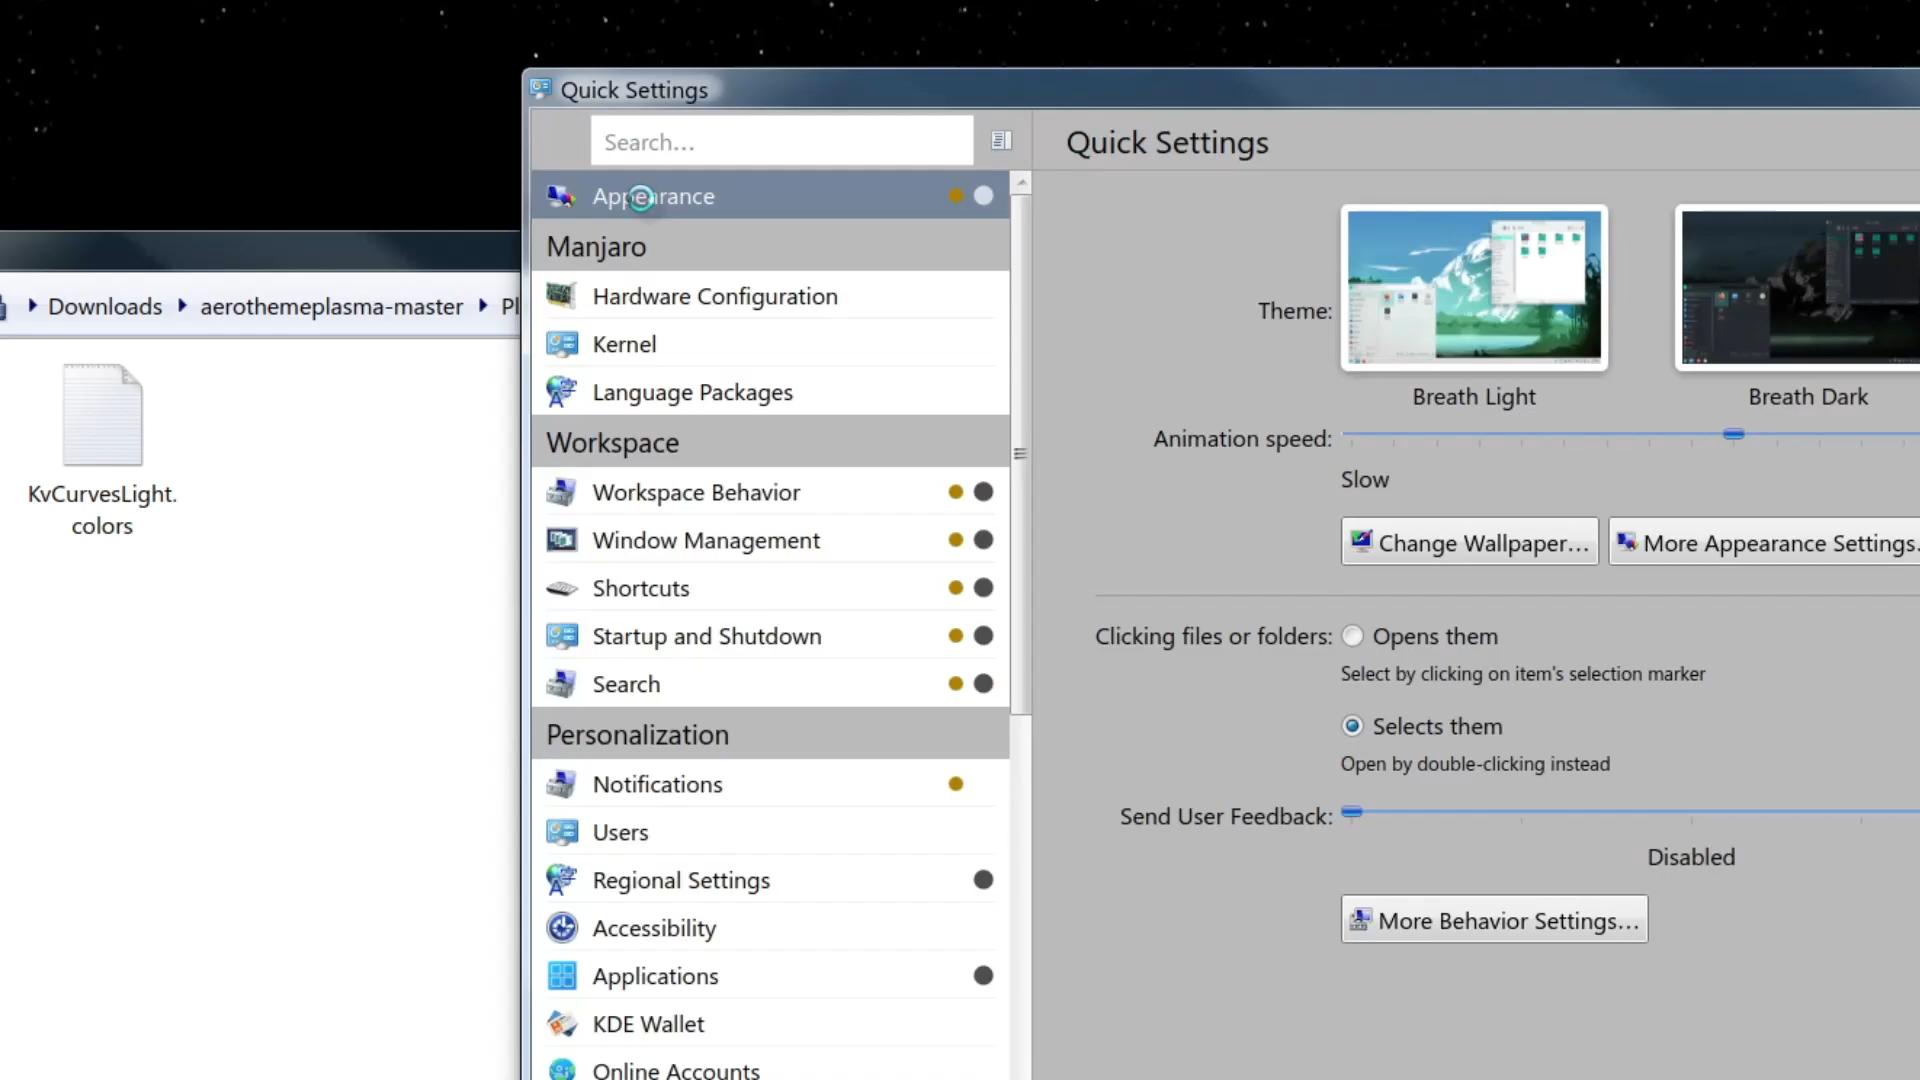 Quick Settings
Search...
Quick Settings
Appearance
Manjaro
Hardware Configuration
Kernel
Language Packages
Workspace
Workspace Behavior
Window Management
Shortcuts
Startup and Shutdown
Search
Personalization
Notifications
Users
Regional Settings
Accessibility
Applications
KDE Wallet
Online Accounts
Downloads
aerothemeplasma-master
Pl
KvCurvesLight.
colors
Theme:
Breath Light
Breath Dark
Animation speed:
Slow
Change Wallpaper...
More Appearance Settings.
Clicking files or folders:
Opens them
Select by clicking on item's selection marker
Selects them
Open by double-clicking instead
Send User Feedback:
Disabled
More Behavior Settings...